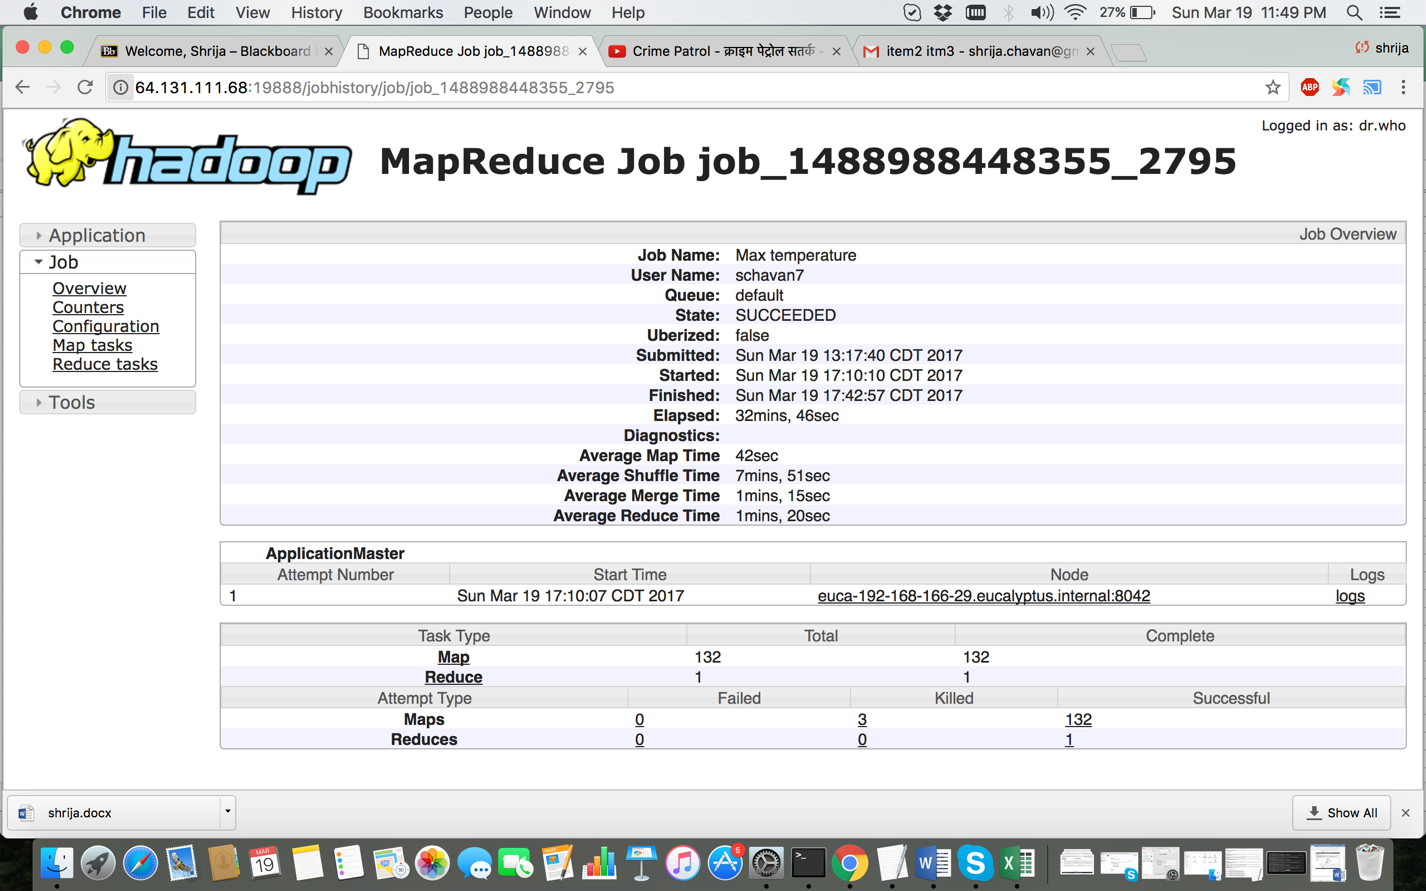 Chrome File Edit View History Bookmarks People Window Help 27% Sun Mar 19 11:49 PM
Welcome, Shrija – Blackboard × MapReduce Job job_1488988 × Crime Patrol - क्राइम पेट्रोल सतर्क - × item2 itm3 - shrija.chavan@gm × shrija
64.131.111.68:19888/jobhistory/job/job_1488988448355_2795 ABP
Logged in as: dr.who
hadoop MapReduce Job job_1488988448355_2795
Application
Job
Overview
Counters
Configuration
Map tasks
Reduce tasks
Tools
Job Overview
Job Name: Max temperature
User Name: schavan7
Queue: default
State: SUCCEEDED
Uberized: false
Submitted: Sun Mar 19 13:17:40 CDT 2017
Started: Sun Mar 19 17:10:10 CDT 2017
Finished: Sun Mar 19 17:42:57 CDT 2017
Elapsed: 32mins, 46sec
Diagnostics:
Average Map Time 42sec
Average Shuffle Time 7mins, 51sec
Average Merge Time 1mins, 15sec
Average Reduce Time 1mins, 20sec
ApplicationMaster
Attempt Number Start Time Node Logs
1 Sun Mar 19 17:10:07 CDT 2017 euca-192-168-166-29.eucalyptus.internal:8042 logs
Task Type Total Complete
Map 132 132
Reduce 1 1
Attempt Type Failed Killed Successful
Maps 0 3 132
Reduces 0 0 1
shrija.docx Show All ×
MAR
19
5